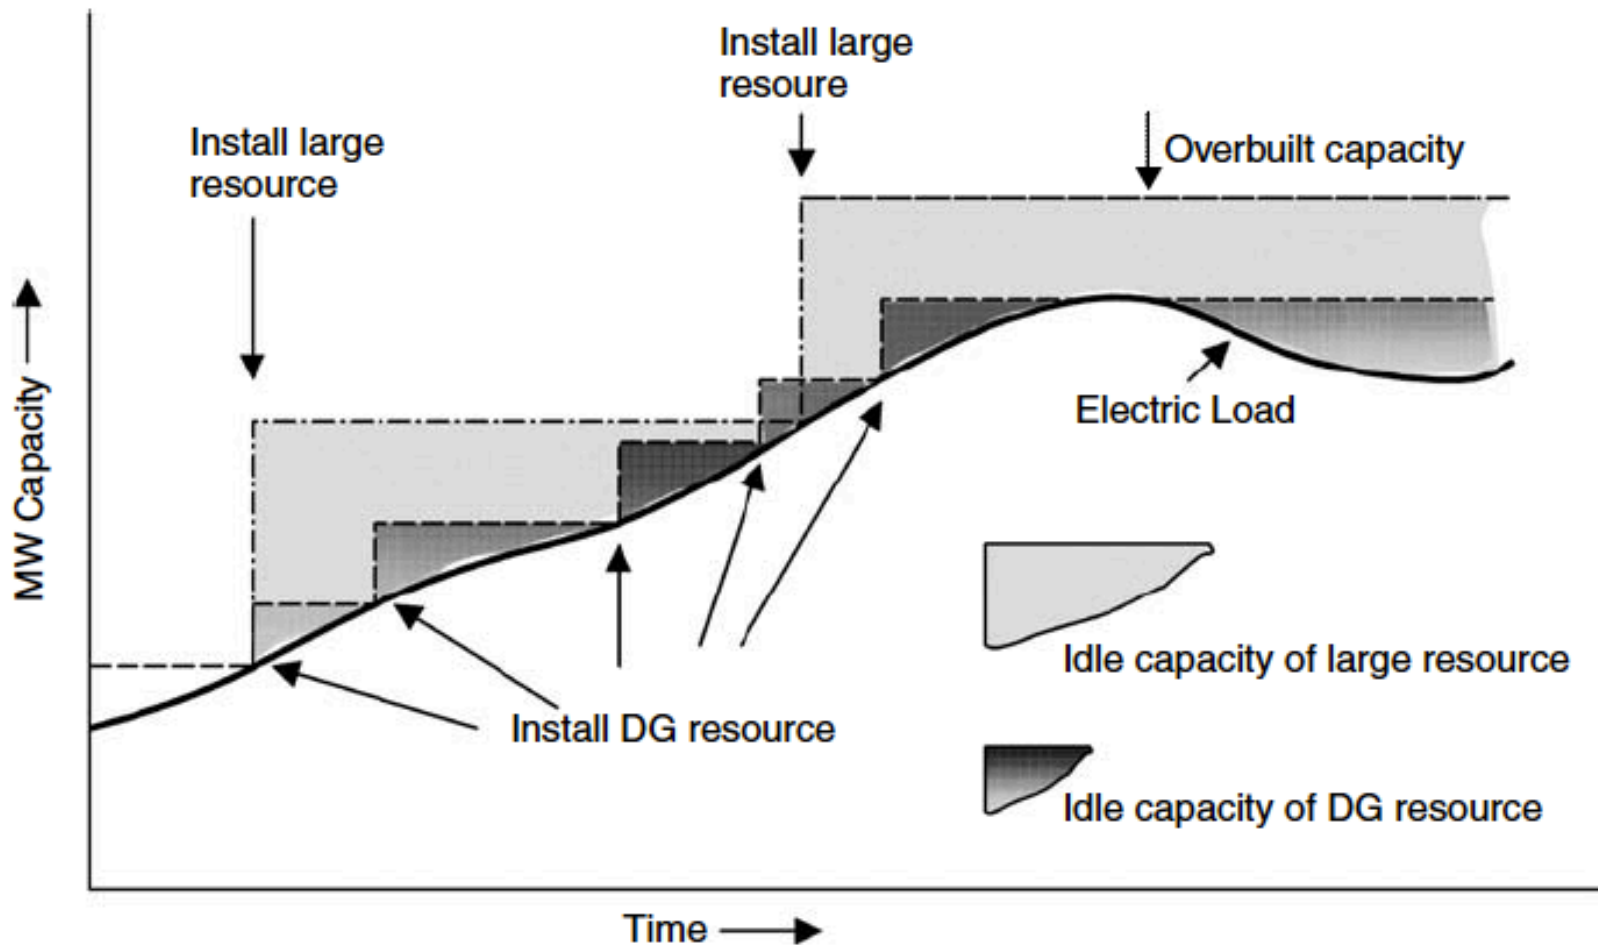 Install large
resoure
Install large
resource
Overbuilt capacity
MW Capacity
Electric Load
Idle capacity of large resource
Install DG resource
Idle capacity of DG resource
Time